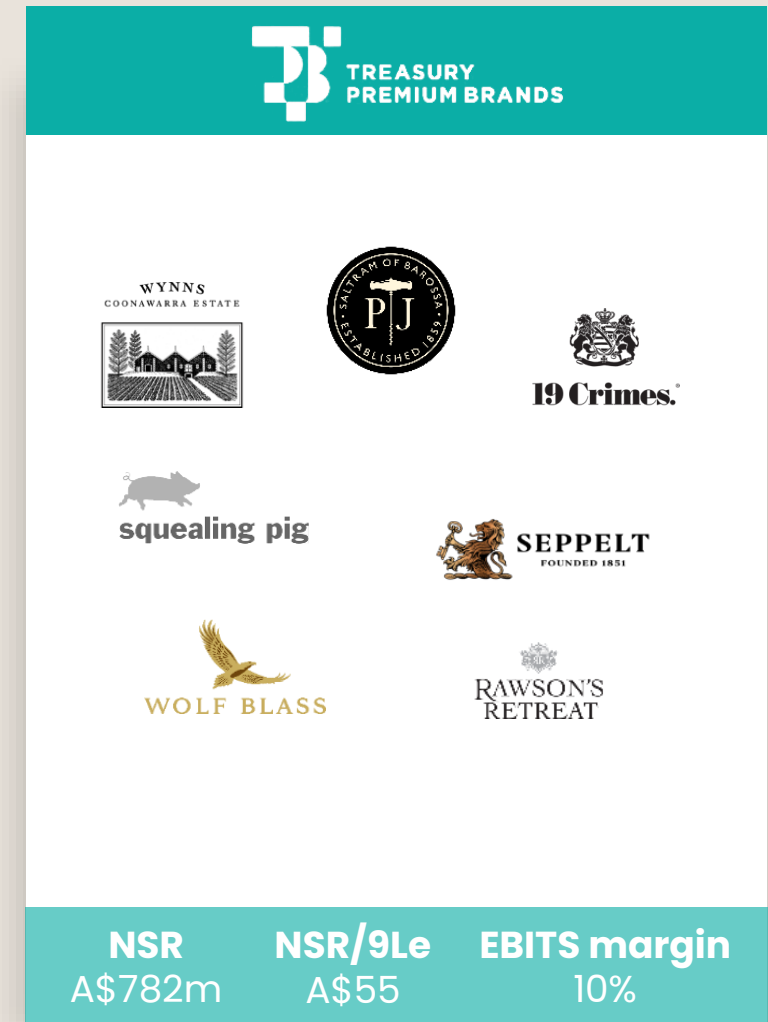 TREASURY
PREMIUM BRANDS
WYNNS
COONAWARRA ESTATE
SALTRAM OF BAROSSA
PJ
ESTABLISHED 1859
19 Crimes.
squealing pig
SEPPELT
FOUNDED 1851
WOLF BLASS
RAWSON'S
RETREAT
NSR NSR/9Le EBITS margin
A$782m A$55 10%